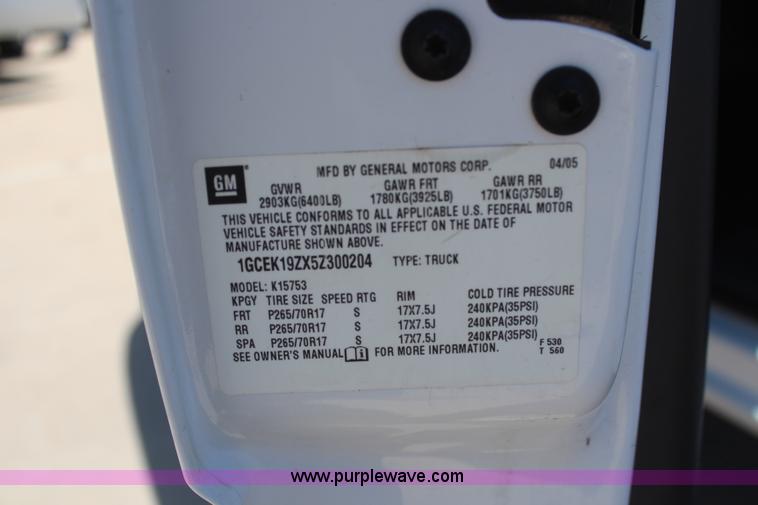 GM
MFD BY GENERAL MOTORS CORP. 04/05
GVWR GAWR FRT GAWR RR
2903KG(6400LB) 1780KG(3925LB) 1701KG(3750LB)
THIS VEHICLE CONFORMS TO ALL APPLICABLE U.S. FEDERAL MOTOR
VEHICLE SAFETY STANDARDS IN EFFECT ON THE DATE OF
MANUFACTURE SHOWN ABOVE.
1GCEK19ZX5Z300204 TYPE: TRUCK
MODEL: K15753
KPGY TIRE SIZE SPEED RTG RIM COLD TIRE PRESSURE
FRT P265/70R17 S 17X7.5J 240KPA(35PSI)
RR P265/70R17 S 17X7.5J 240KPA(35PSI)
SPA P265/70R17 S 17X7.5J 240KPA(35PSI)
SEE OWNER'S MANUAL FOR MORE INFORMATION. F 530
T 560
www.purplewave.com